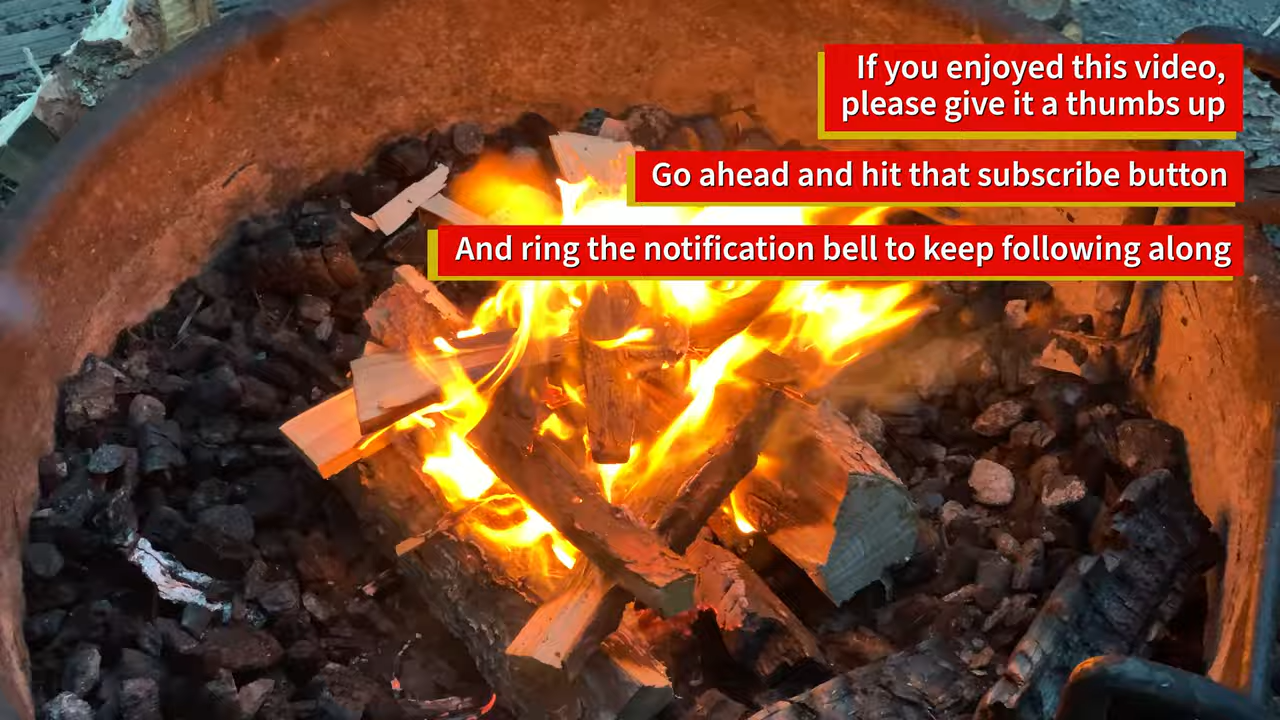 If you enjoyed this video,
please give it a thumbs up
Go ahead and hit that subscribe button
And ring the notification bell to keep following along